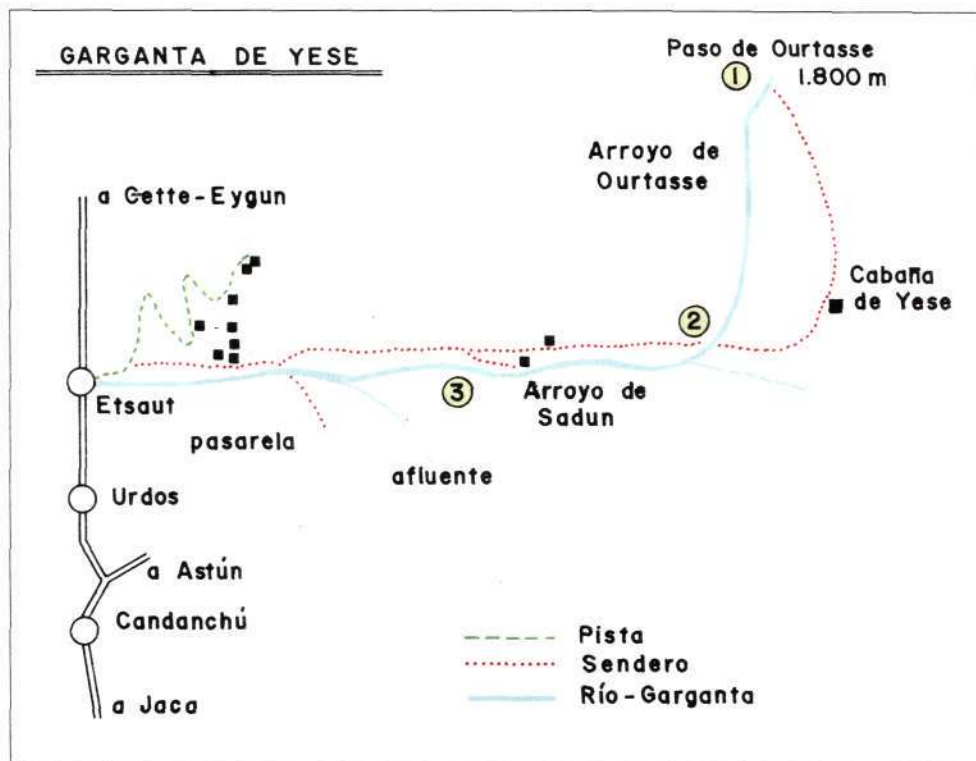 GARGANTA DE YESE
Paso de Ourtasse
1
1.800 m
Arroyo de
Ourtasse
a Cette-Eygun
Cabaña
de Yese
2
Etsaut
3
Arroyo de
Sadun
pasarela
afluente
Urdos
a Astún
Candanchú
a Jaca
Pista
Sendero
Río-Garganta